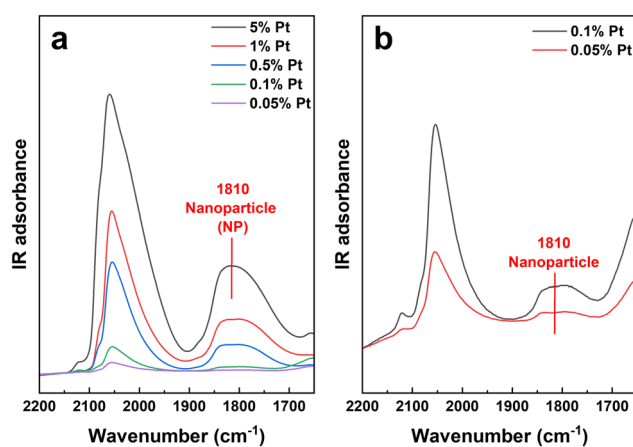 a
5% Pt
1% Pt
0.5% Pt
0.1% Pt
0.05% Pt
1810
Nanoparticle
(NP)
IR adsorbance
2200 2100 2000 1900 1800 1700
Wavenumber (cm⁻¹)
b
0.1% Pt
0.05% Pt
1810
Nanoparticle
IR adsorbance
2200 2100 2000 1900 1800 1700
Wavenumber (cm⁻¹)